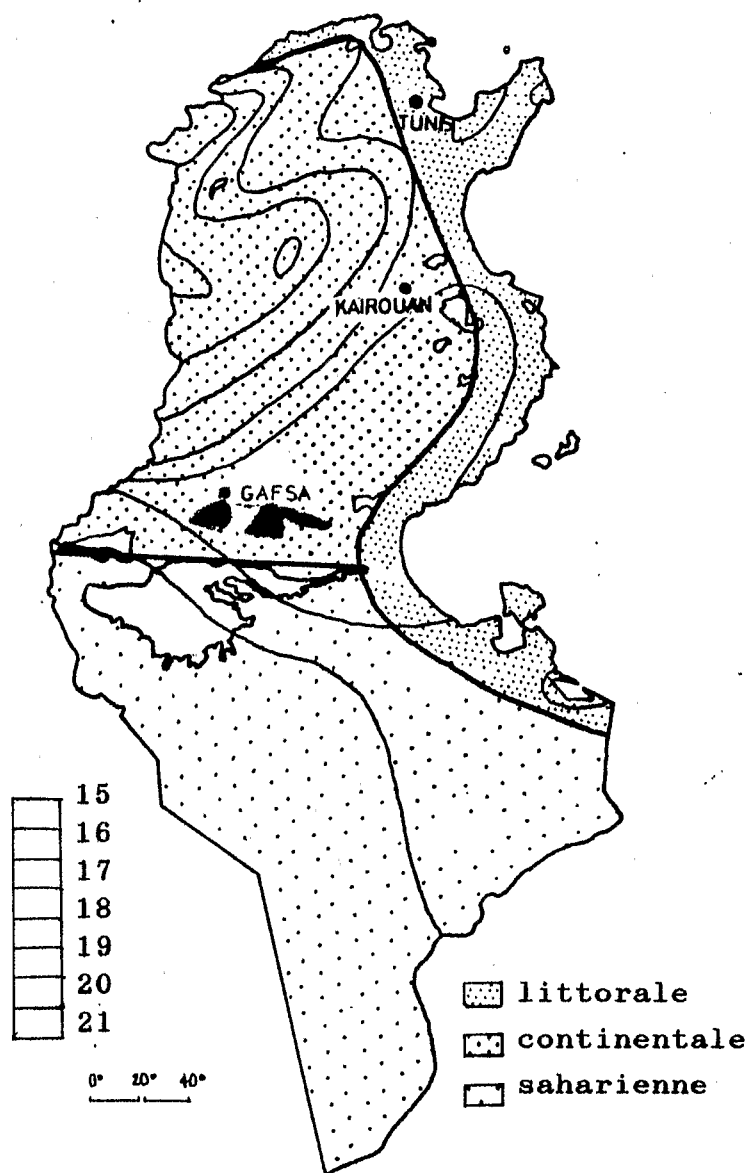 TUNIS
KAIROUAN
GAFSA
15
16
17
18
19
20
21
littorale
continentale
saharienne
0° 20° 40°